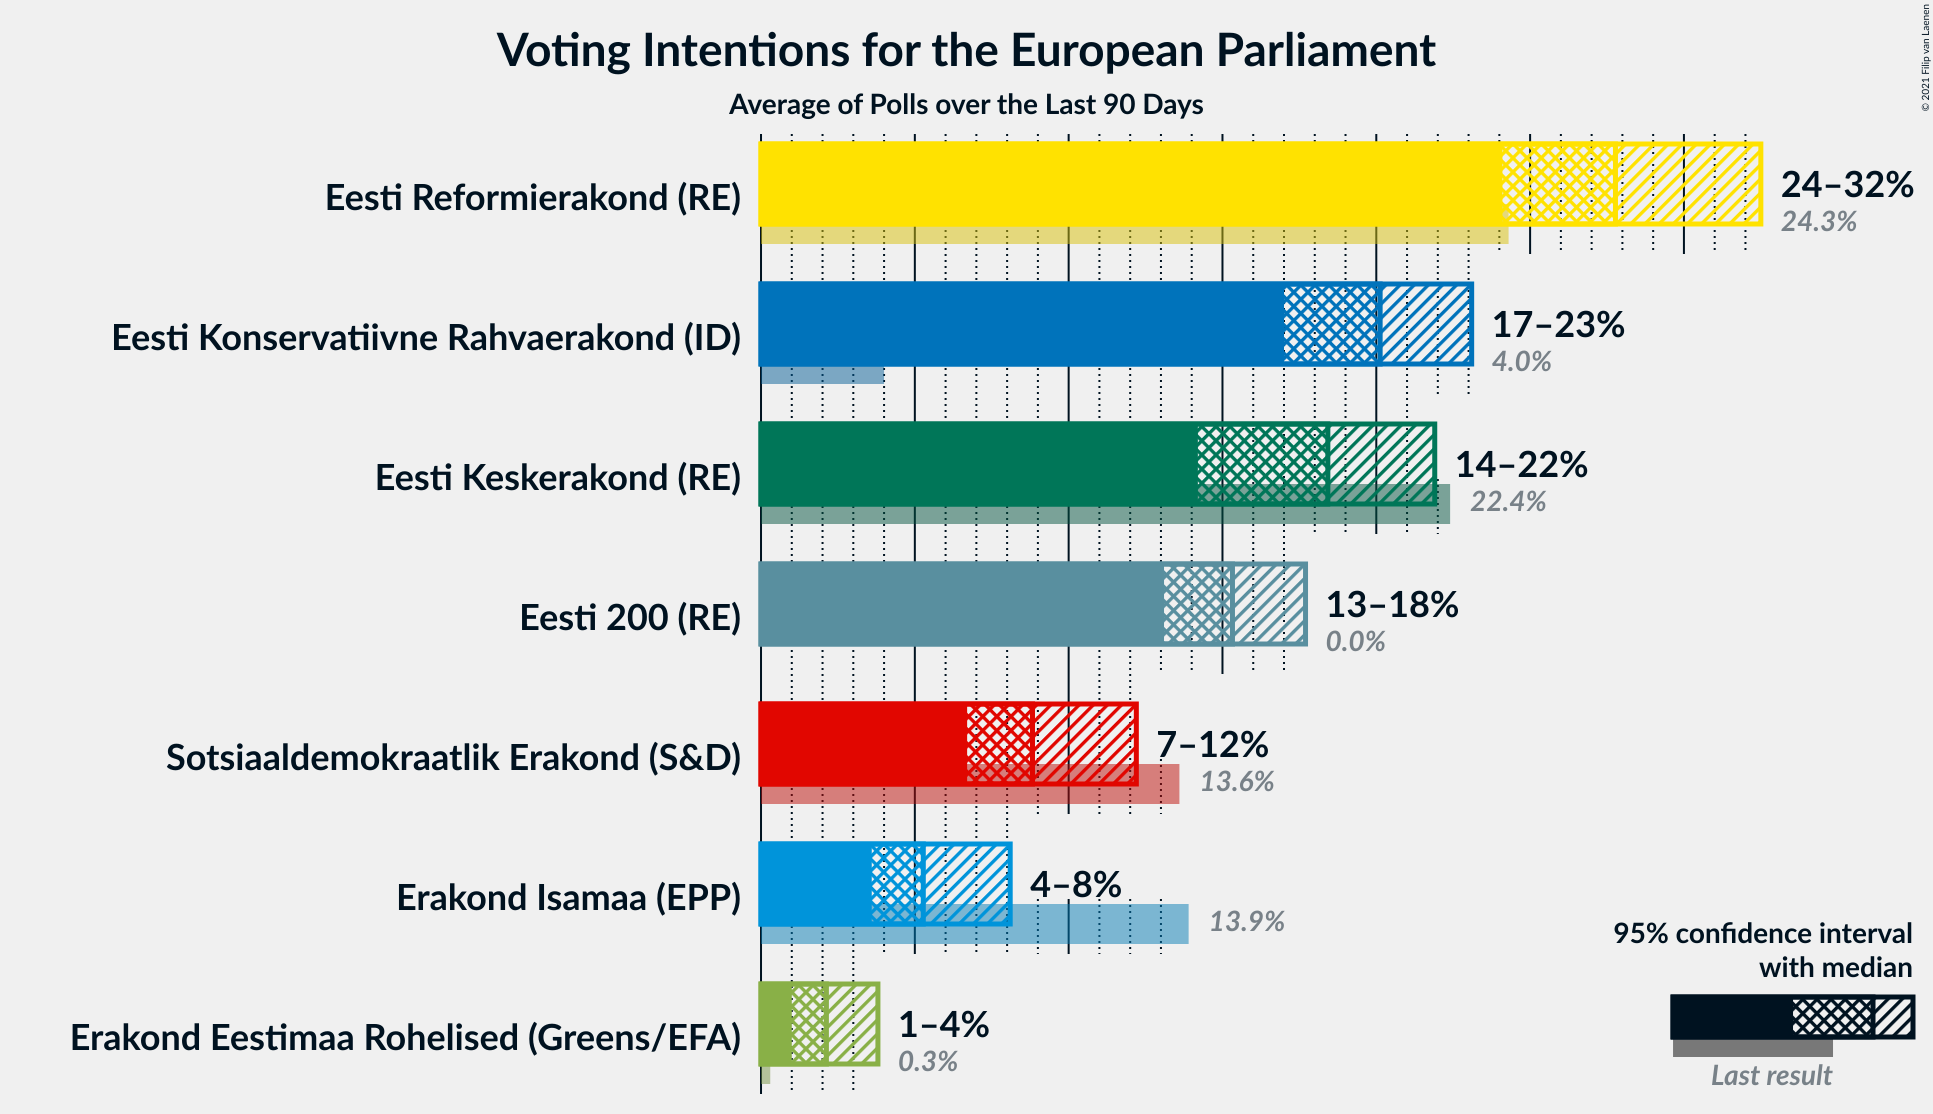 Voting Intentions for the European Parliament
Average of Polls over the Last 90 Days
© 2021 Filip van Laenen
Eesti Reformierakond (RE)
24–32%
24.3%
Eesti Konservatiivne Rahvaerakond (ID)
17–23%
4.0%
Eesti Keskerakond (RE)
14–22%
22.4%
Eesti 200 (RE)
13–18%
0.0%
Sotsiaaldemokraatlik Erakond (S&D)
7–12%
13.6%
Erakond Isamaa (EPP)
4–8%
13.9%
Erakond Eestimaa Rohelised (Greens/EFA)
1–4%
0.3%
95% confidence interval
with median
Last result